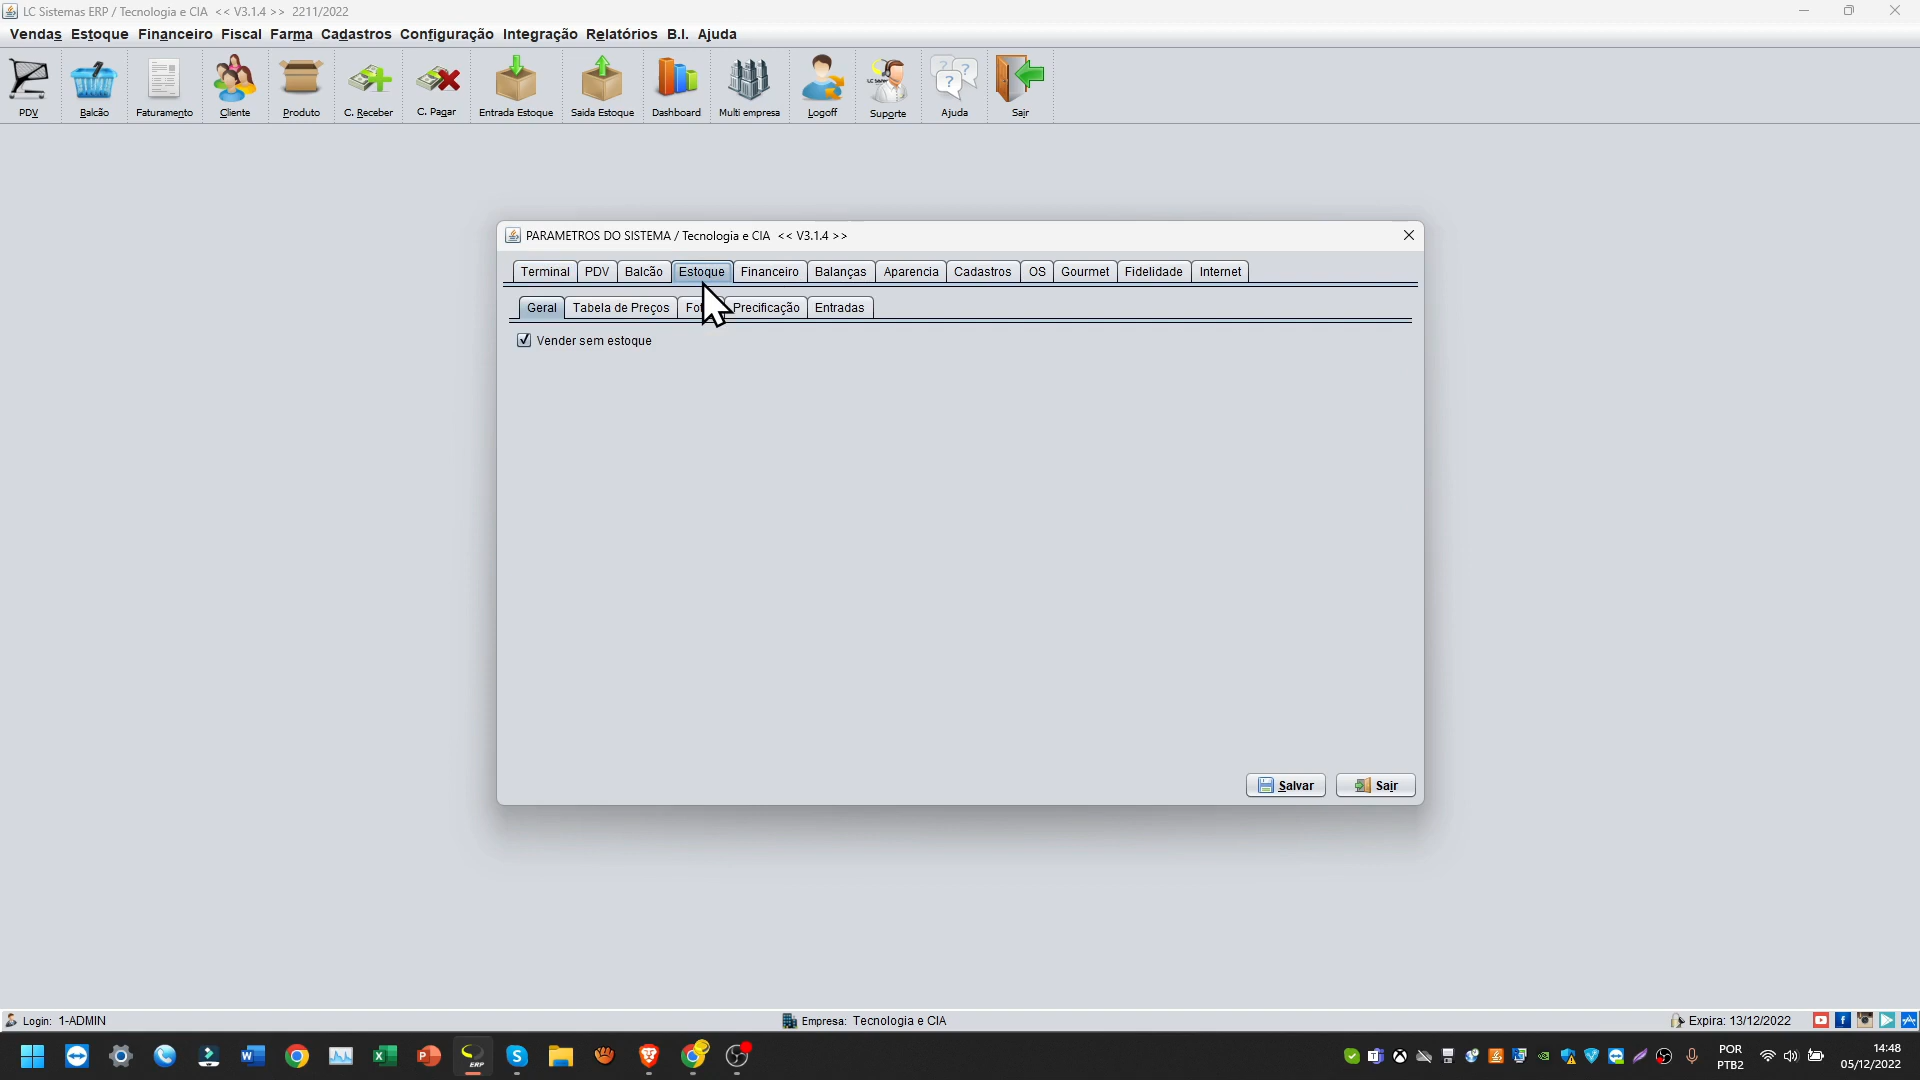 LC Sistemas ERP / Tecnologia e CIA << V3.1.4 >> 2211/2022
Vendas Estoque Financeiro Fiscal Farma Cadastros Configuração Integração Relatórios B.I. Ajuda
PDV Balcão Faturamento Cliente Produto C. Receber C. Pagar Entrada Estoque Saida Estoque Dashboard Multi empresa Logoff Suporte Ajuda Sair
PARAMETROS DO SISTEMA / Tecnologia e CIA << V3.1.4 >>
Terminal PDV Balcão Estoque Financeiro Balanças Aparencia Cadastros OS Gourmet Fidelidade Internet
Geral Tabela de Preços Precificação Entradas
Vender sem estoque
Salvar Sair
Login: 1-ADMIN Empresa: Tecnologia e CIA Expira: 13/12/2022
ERP
POR
PTB2
14:48
05/12/2022